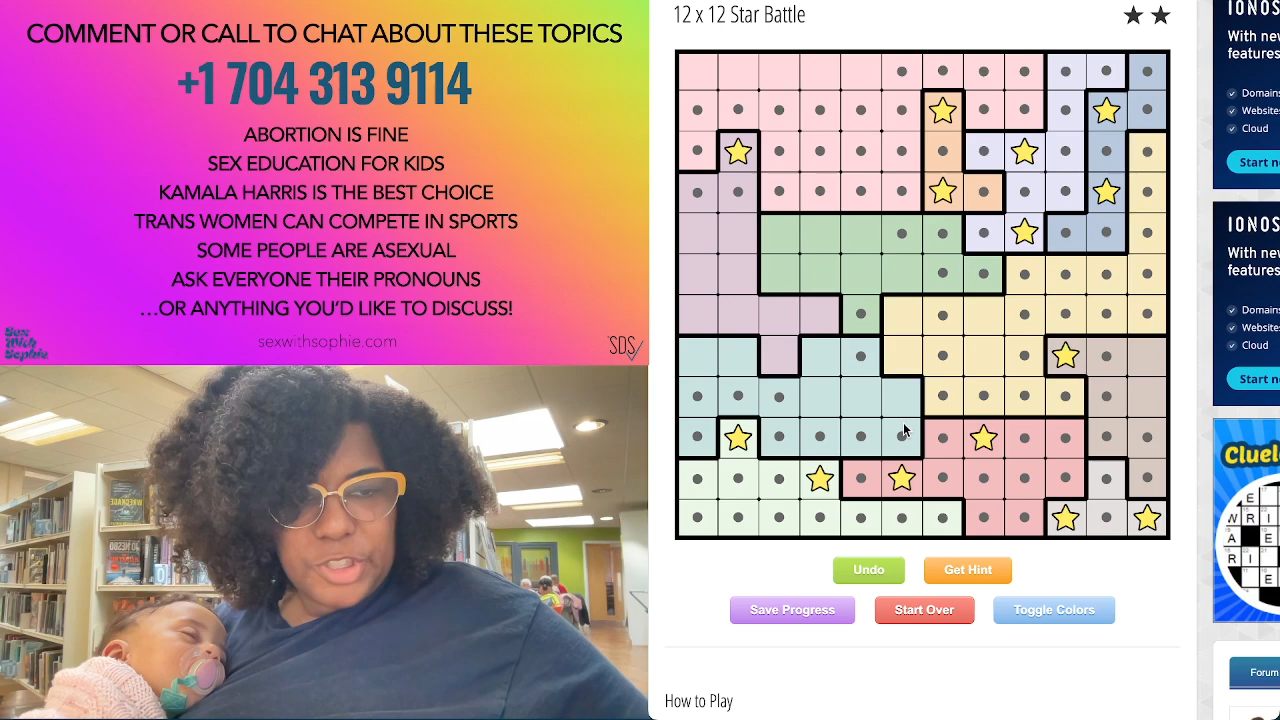 COMMENT OR CALL TO CHAT ABOUT THESE TOPICS
+1 704 313 9114
ABORTION IS FINE
SEX EDUCATION FOR KIDS
KAMALA HARRIS IS THE BEST CHOICE
TRANS WOMEN CAN COMPETE IN SPORTS
SOME PEOPLE ARE ASEXUAL
ASK EVERYONE THEIR PRONOUNS
...OR ANYTHING YOU'D LIKE TO DISCUSS!
sexwithsophie.com
Sex
With
Sophie
SDS
12 x 12 Star Battle
Undo
Get Hint
Save Progress
Start Over
Toggle Colors
How to Play
IONOS
With new
features
Domains
Websites
Cloud
Start n
IONOS
With new
features
Domains
Websites
Cloud
Start n
Cluele
Forum